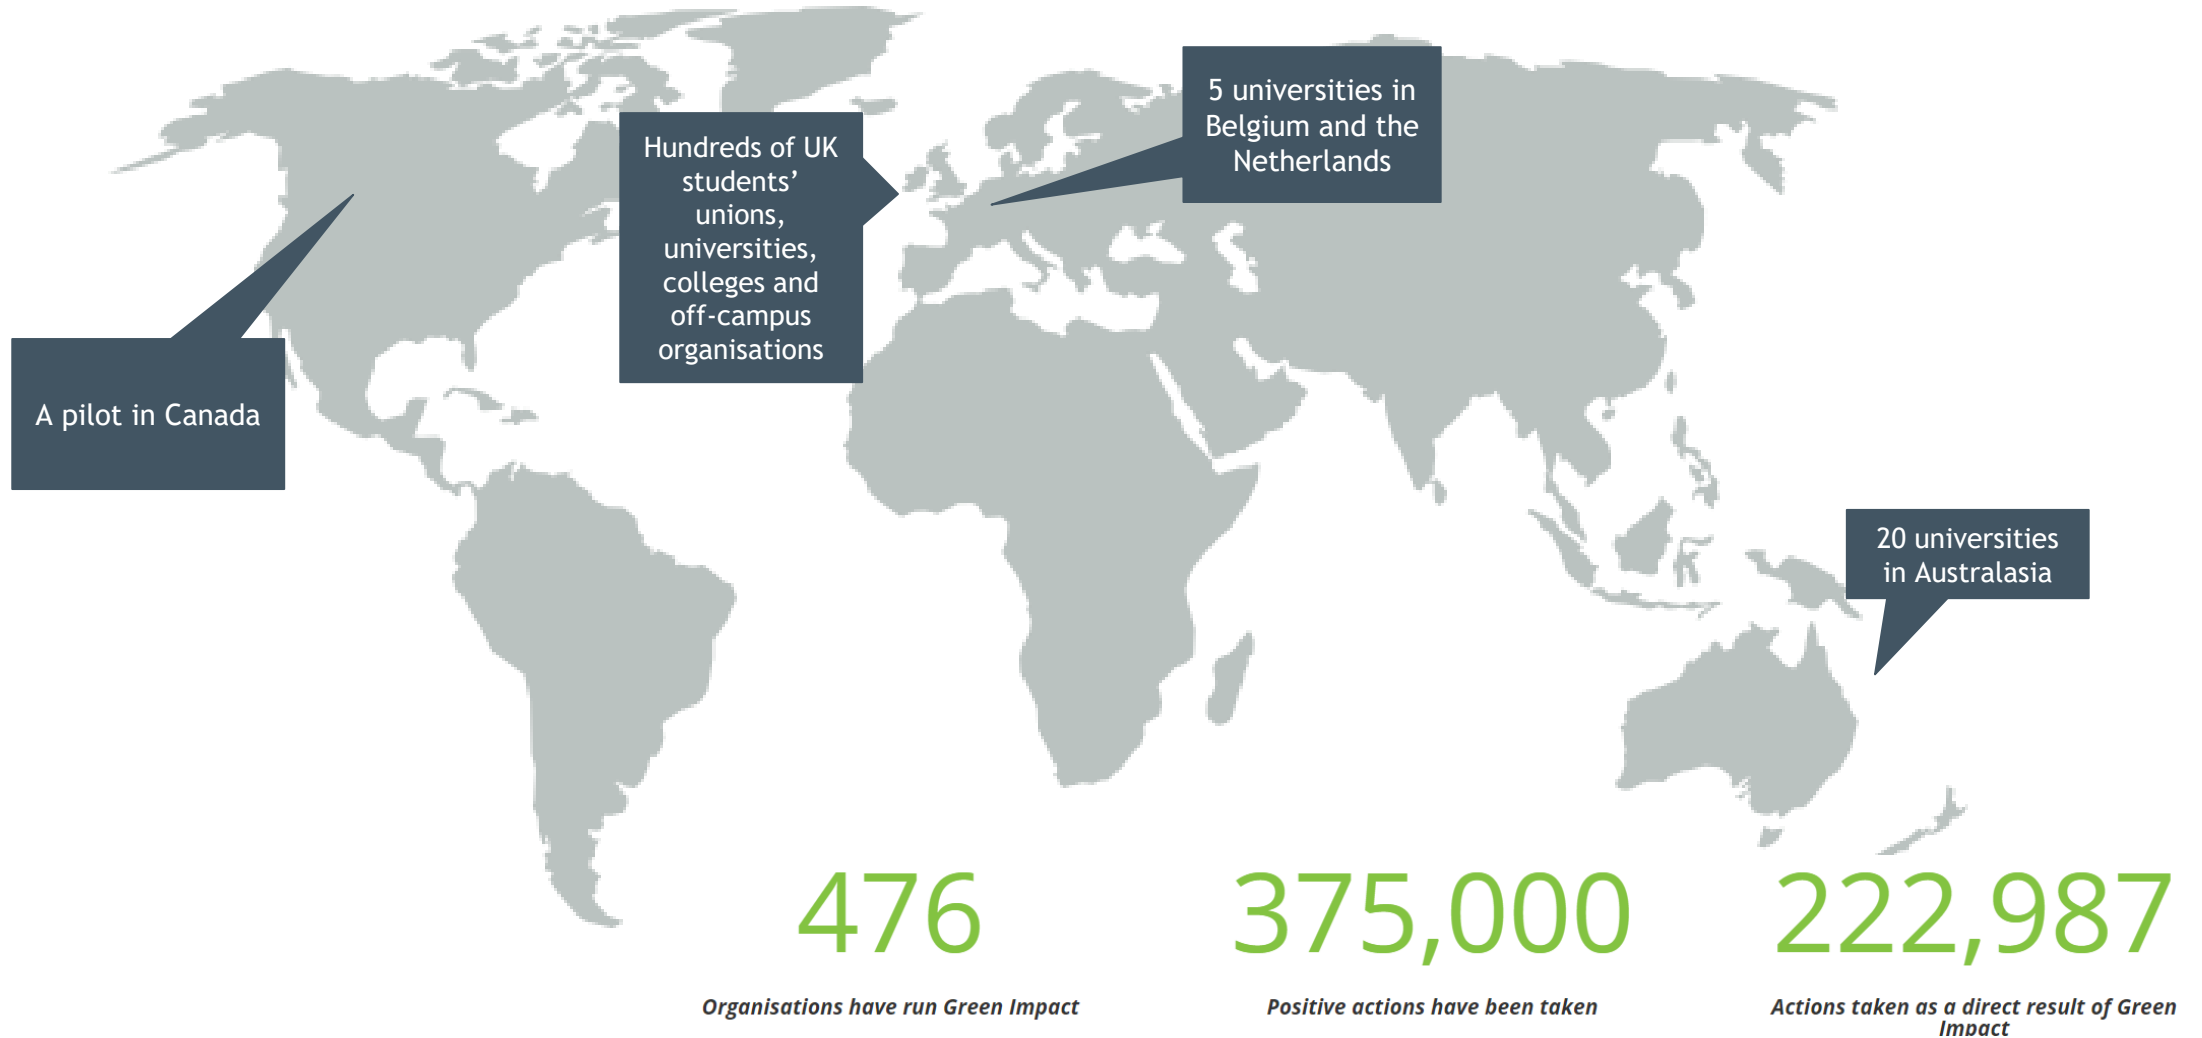 5 universities in
Belgium and the
Netherlands
Hundreds of UK
students’
unions,
universities,
colleges and
off-campus
organisations
A pilot in Canada
20 universities
in Australasia
476
Organisations have run Green Impact
375,000
Positive actions have been taken
222,987
Actions taken as a direct result of Green
Impact